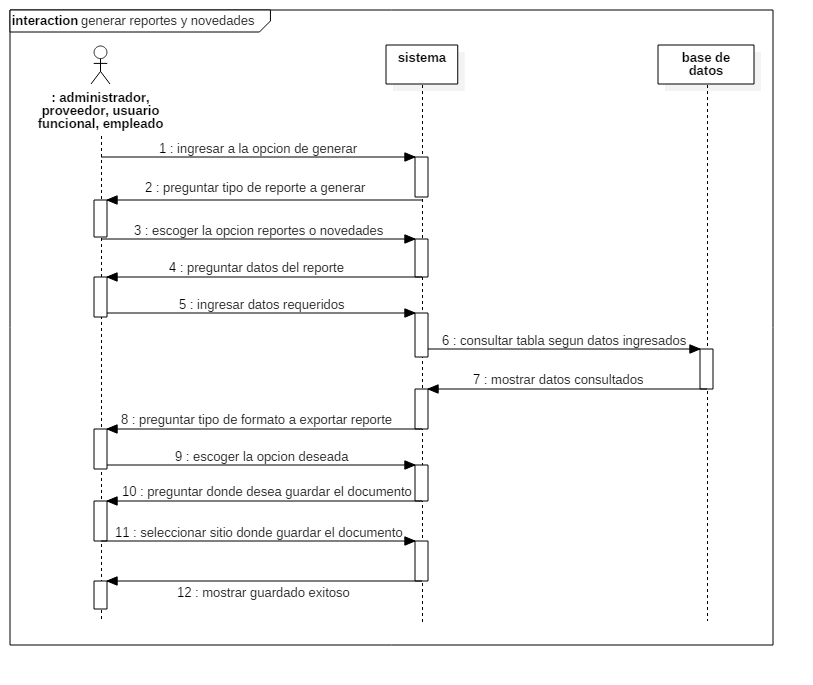 interaction generar reportes y novedades
sistema
base de
datos
: administrador,
proveedor, usuario
funcional, empleado
1 : ingresar a la opcion de generar
2 : preguntar tipo de reporte a generar
3 : escoger la opcion reportes o novedades
4 : preguntar datos del reporte
5 : ingresar datos requeridos
6 : consultar tabla segun datos ingresados
7 : mostrar datos consultados
8 : preguntar tipo de formato a exportar reporte
9 : escoger la opcion deseada
10 : preguntar donde desea guardar el documento
11 : seleccionar sitio donde guardar el documento
12 : mostrar guardado exitoso